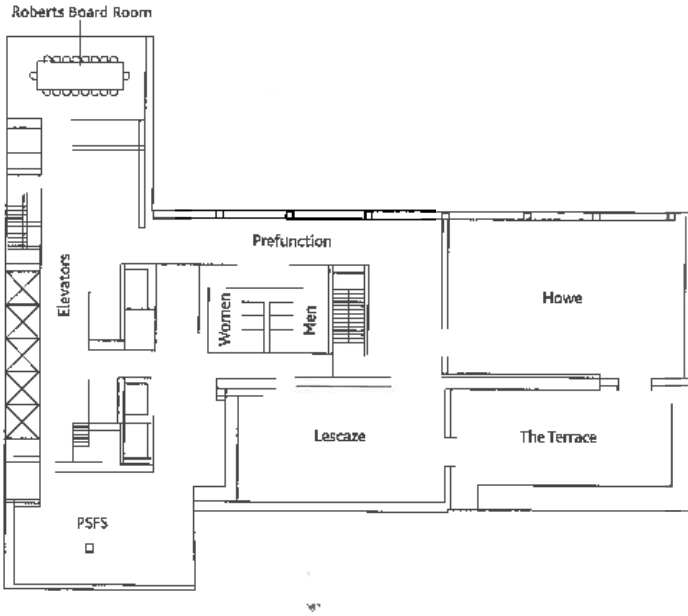 Roberts Board Room
Prefunction
Elevators
Women
Men
Howe
Lescaze
The Terrace
PSFS